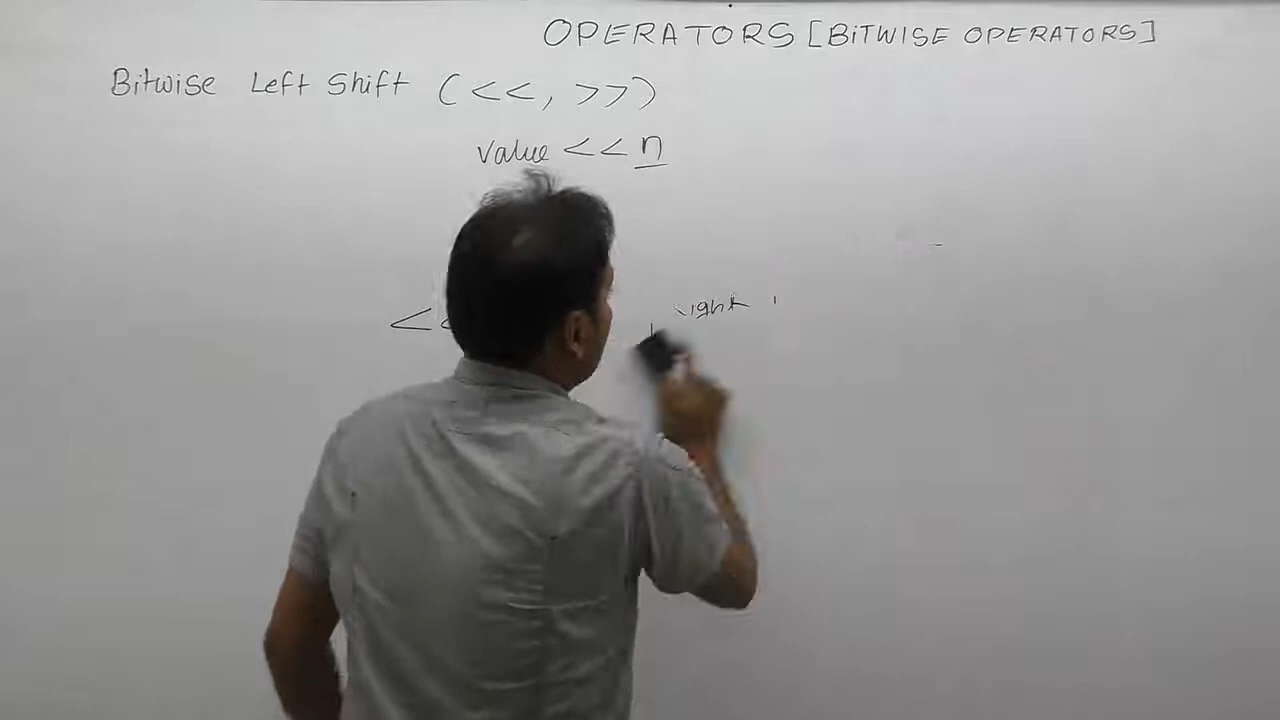 OPERATORS [BITWISE OPERATORS]
Bitwise Left Shift (<<, >>)
value << n
right